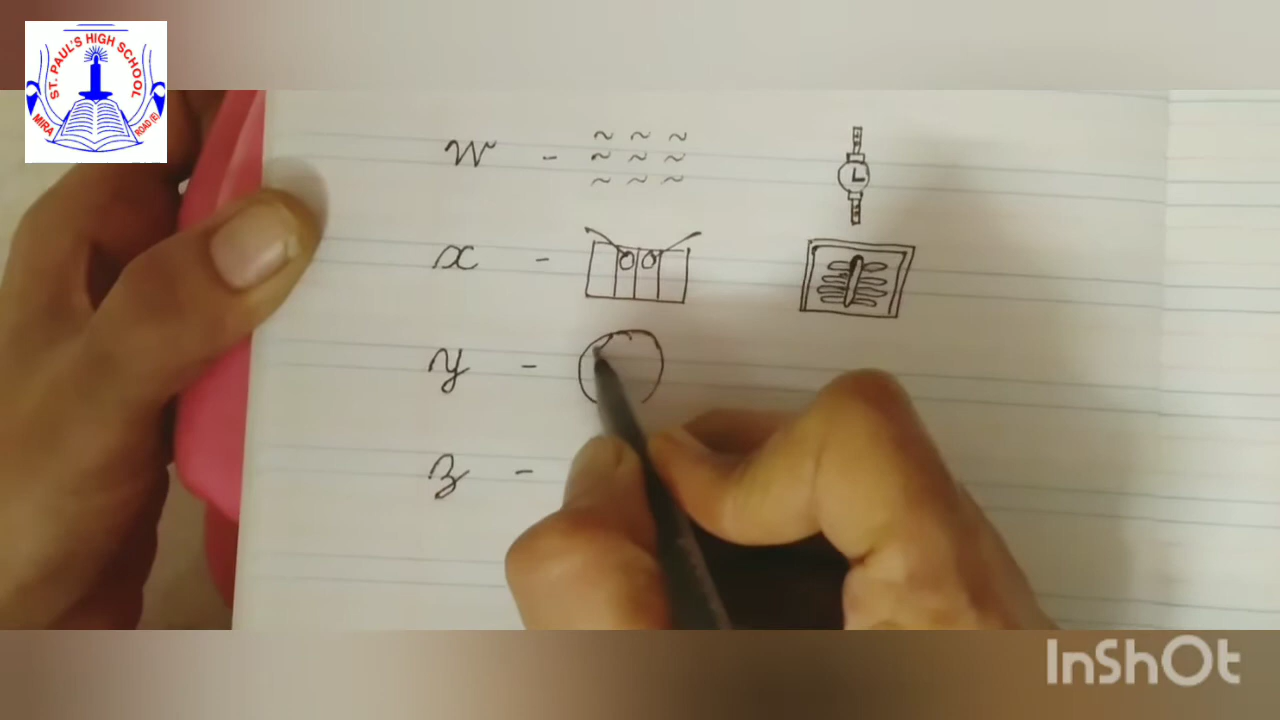 ST. PAUL'S HIGH SCHOOL
MIRA ROAD (E)
w -
x -
y -
z -
InShOt